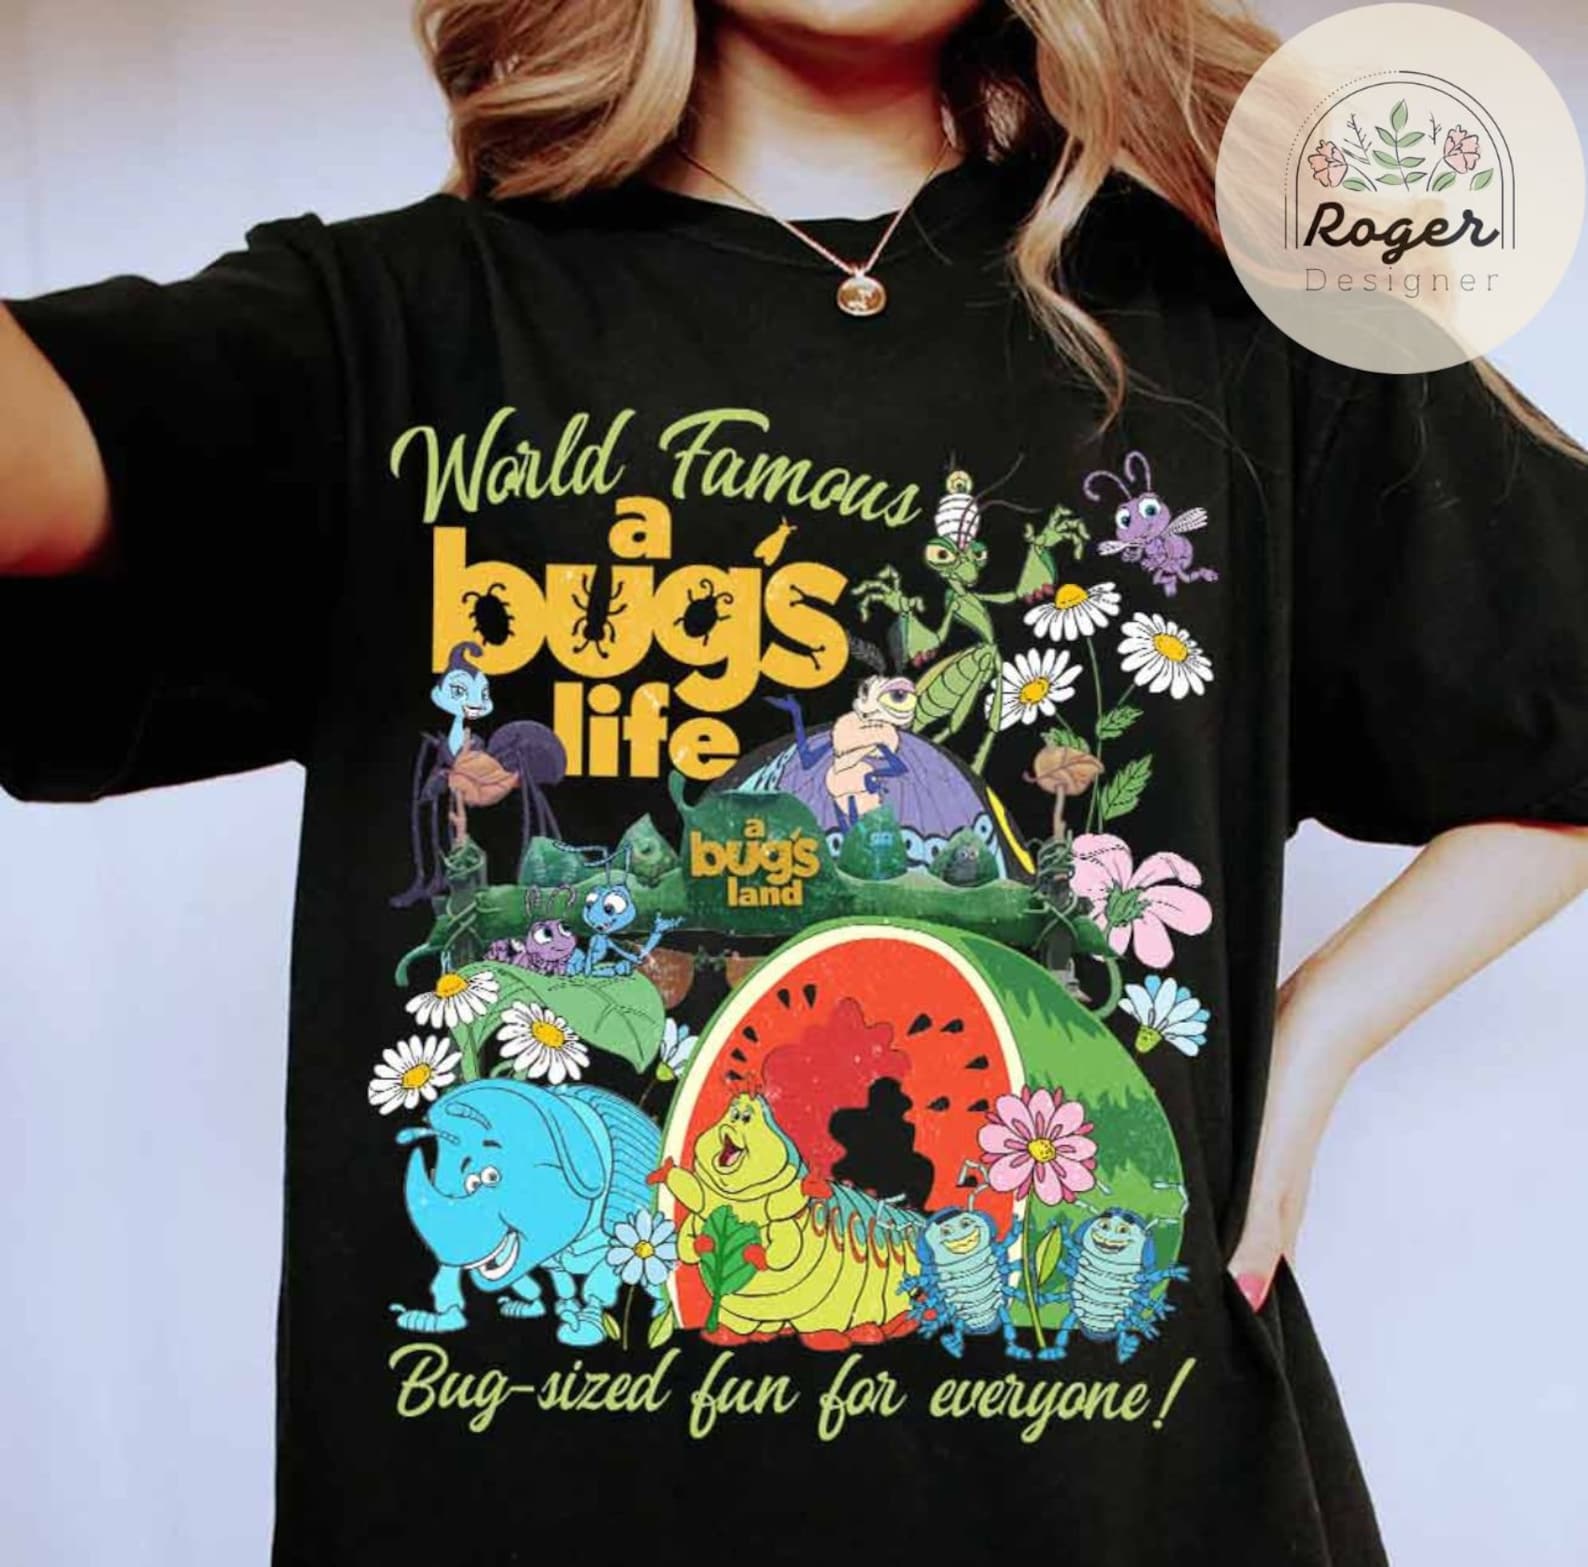 Roger
Designer
World Famous
a
bug's
life
a
bug's
land
Bug-sized fun for everyone!